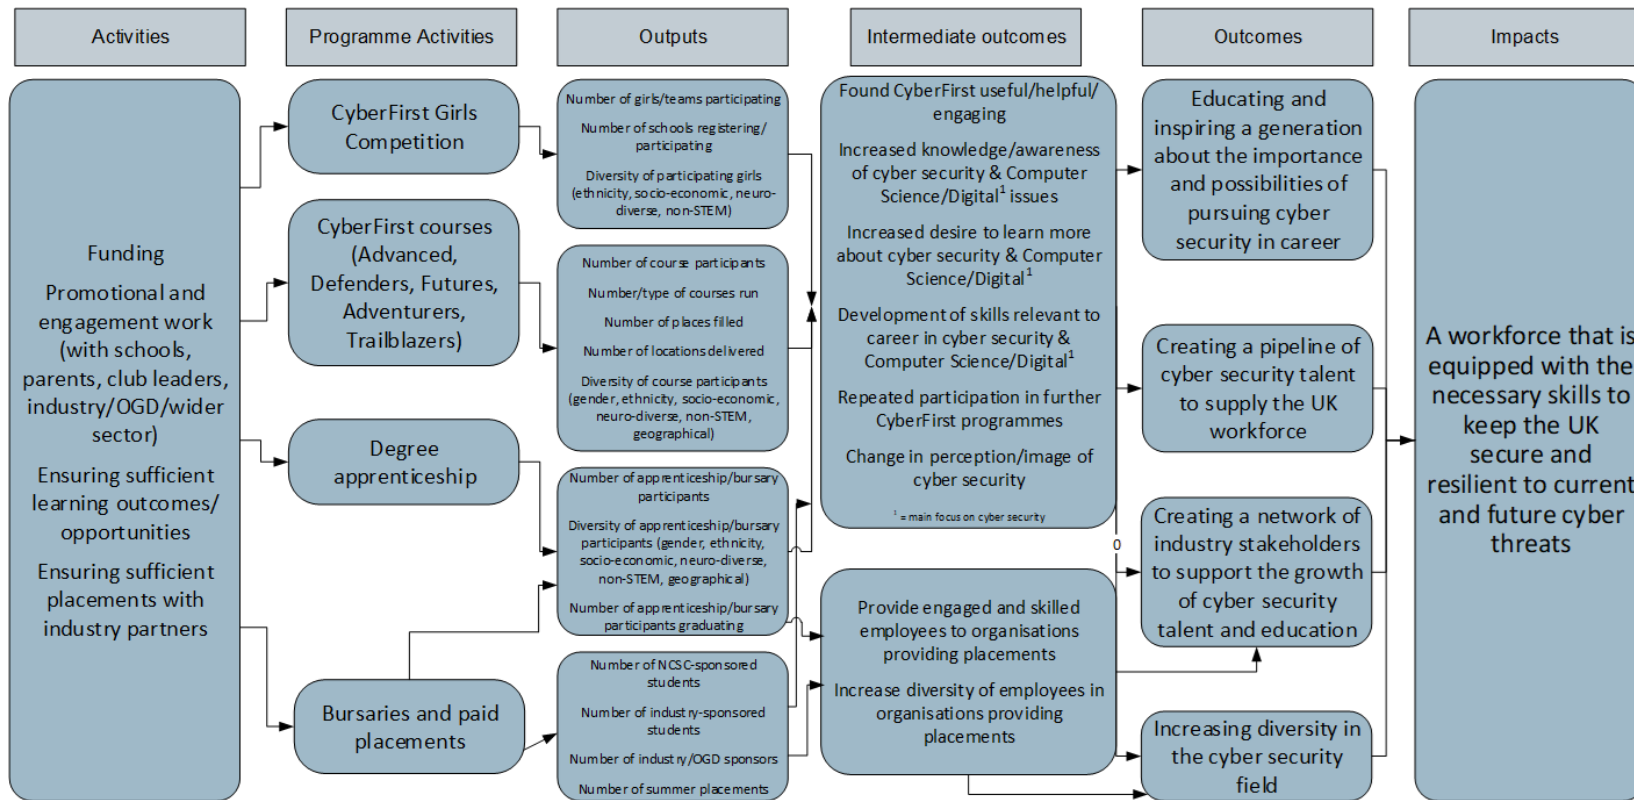 Activities
Programme Activities
Outputs
Intermediate outcomes
Outcomes
Impacts
Funding
Promotional and
engagement work
(with schools,
parents, club leaders,
industry/OGD/wider
sector)
Ensuring sufficient
learning outcomes/
opportunities
Ensuring sufficient
placements with
industry partners
CyberFirst Girls
Competition
CyberFirst courses
(Advanced,
Defenders, Futures,
Adventurers,
Trailblazers)
Degree
apprenticeship
Bursaries and paid
placements
Number of girls/teams participating
Number of schools registering/
participating
Diversity of participating girls
(ethnicity, socio-economic, neuro-
diverse, non-STEM)
Number of course participants
Number/type of courses run
Number of places filled
Number of locations delivered
Diversity of course participants
(gender, ethnicity, socio-economic,
neuro-diverse, non-STEM,
geographical)
Number of apprenticeship/bursary
participants
Diversity of apprenticeship/bursary
participants (gender, ethnicity,
socio-economic, neuro-diverse,
non-STEM, geographical)
Number of apprenticeship/bursary
participants graduating
Number of NCSC-sponsored
students
Number of industry-sponsored
students
Number of industry/OGD sponsors
Number of summer placements
Found CyberFirst useful/helpful/
engaging
Increased knowledge/awareness
of cyber security & Computer
Science/Digital¹ issues
Increased desire to learn more
about cyber security & Computer
Science/Digital¹
Development of skills relevant to
career in cyber security &
Computer Science/Digital¹
Repeated participation in further
CyberFirst programmes
Change in perception/image of
cyber security
¹ = main focus on cyber security
Provide engaged and skilled
employees to organisations
providing placements
Increase diversity of employees in
organisations providing
placements
0
Educating and
inspiring a generation
about the importance
and possibilities of
pursuing cyber
security in career
Creating a pipeline of
cyber security talent
to supply the UK
workforce
Creating a network of
industry stakeholders
to support the growth
of cyber security
talent and education
Increasing diversity in
the cyber security
field
A workforce that is
equipped with the
necessary skills to
keep the UK
secure and
resilient to current
and future cyber
threats